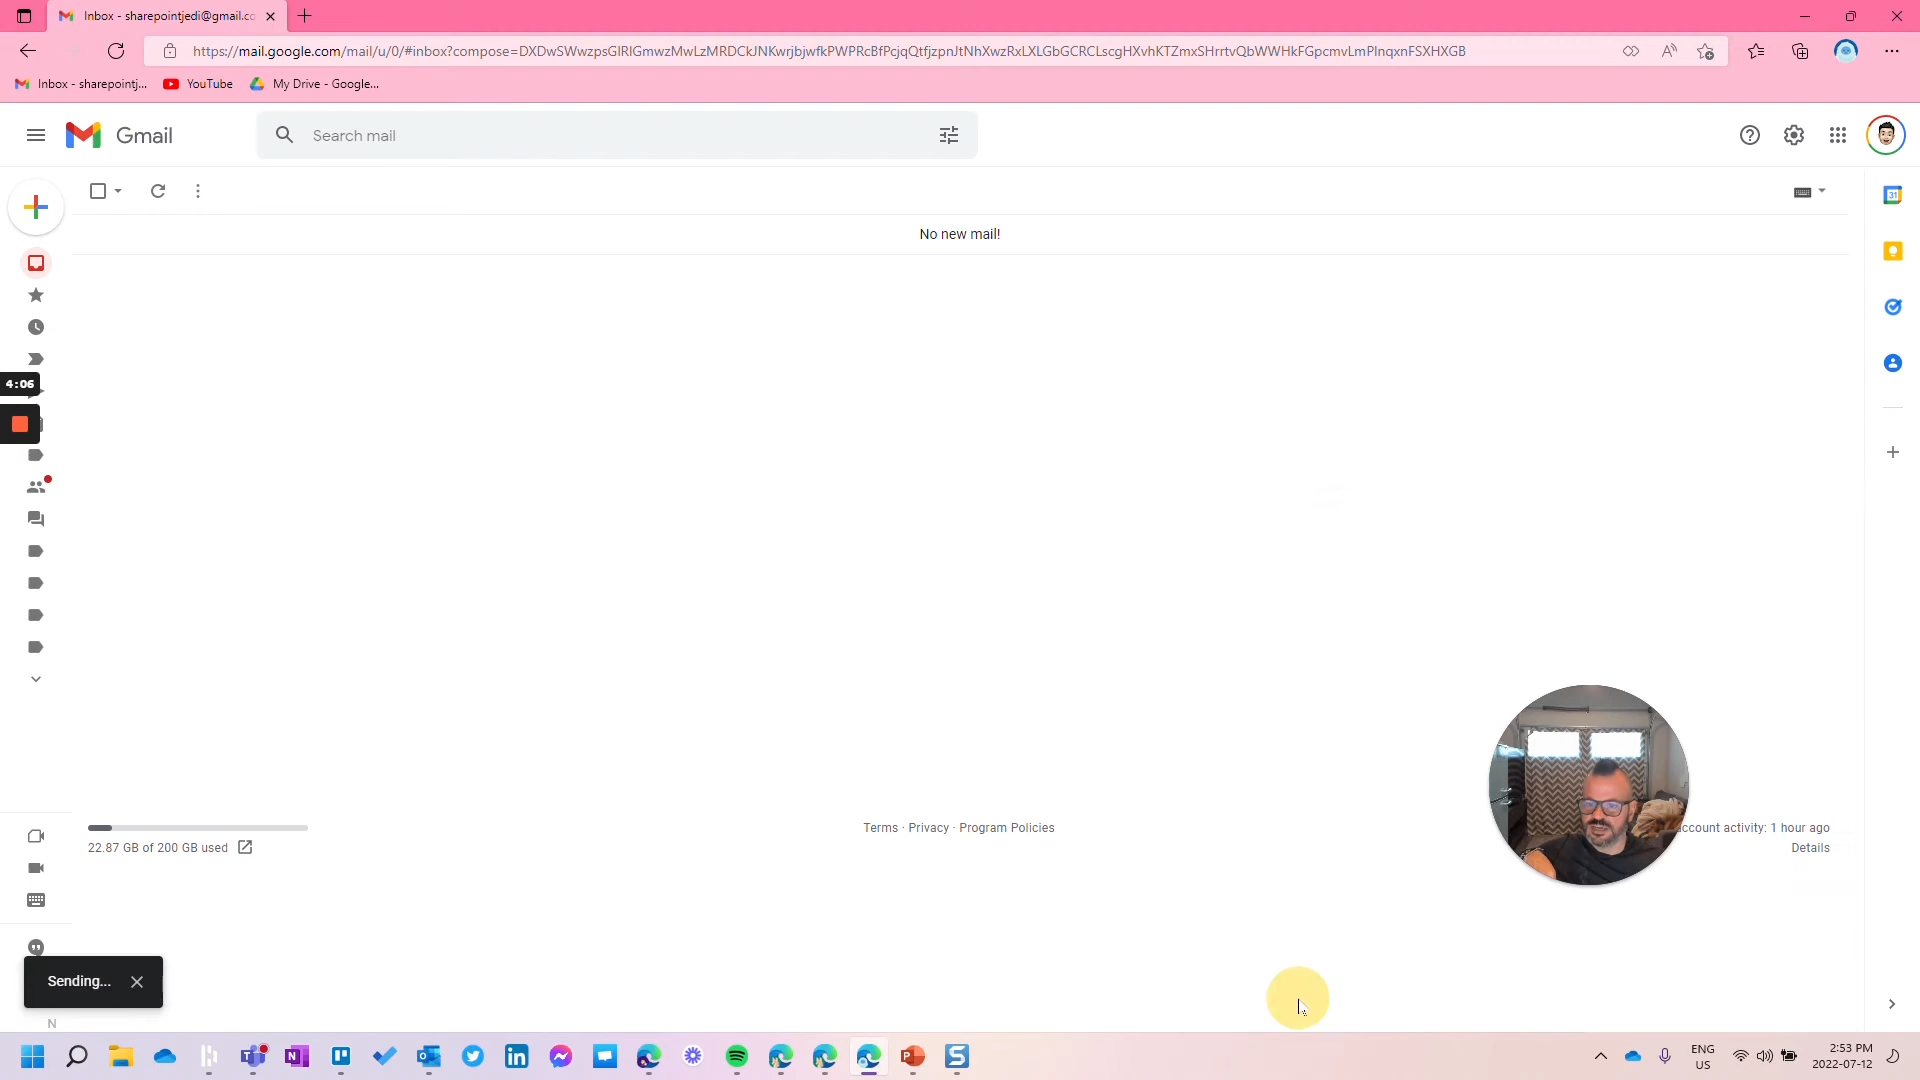 Inbox - sharepointjedi@gmail.co
https://mail.google.com/mail/u/0/#inbox?compose=
Inbox - sharepointj...
YouTube
My Drive - Google...
Gmail
Search mail
31
No new mail!
4:06
Terms · Privacy · Program Policies
ccount activity: 1 hour ago
22.87 GB of 200 GB used
Details
Sending...
N
ENG
US
2:53 PM
2022-07-12